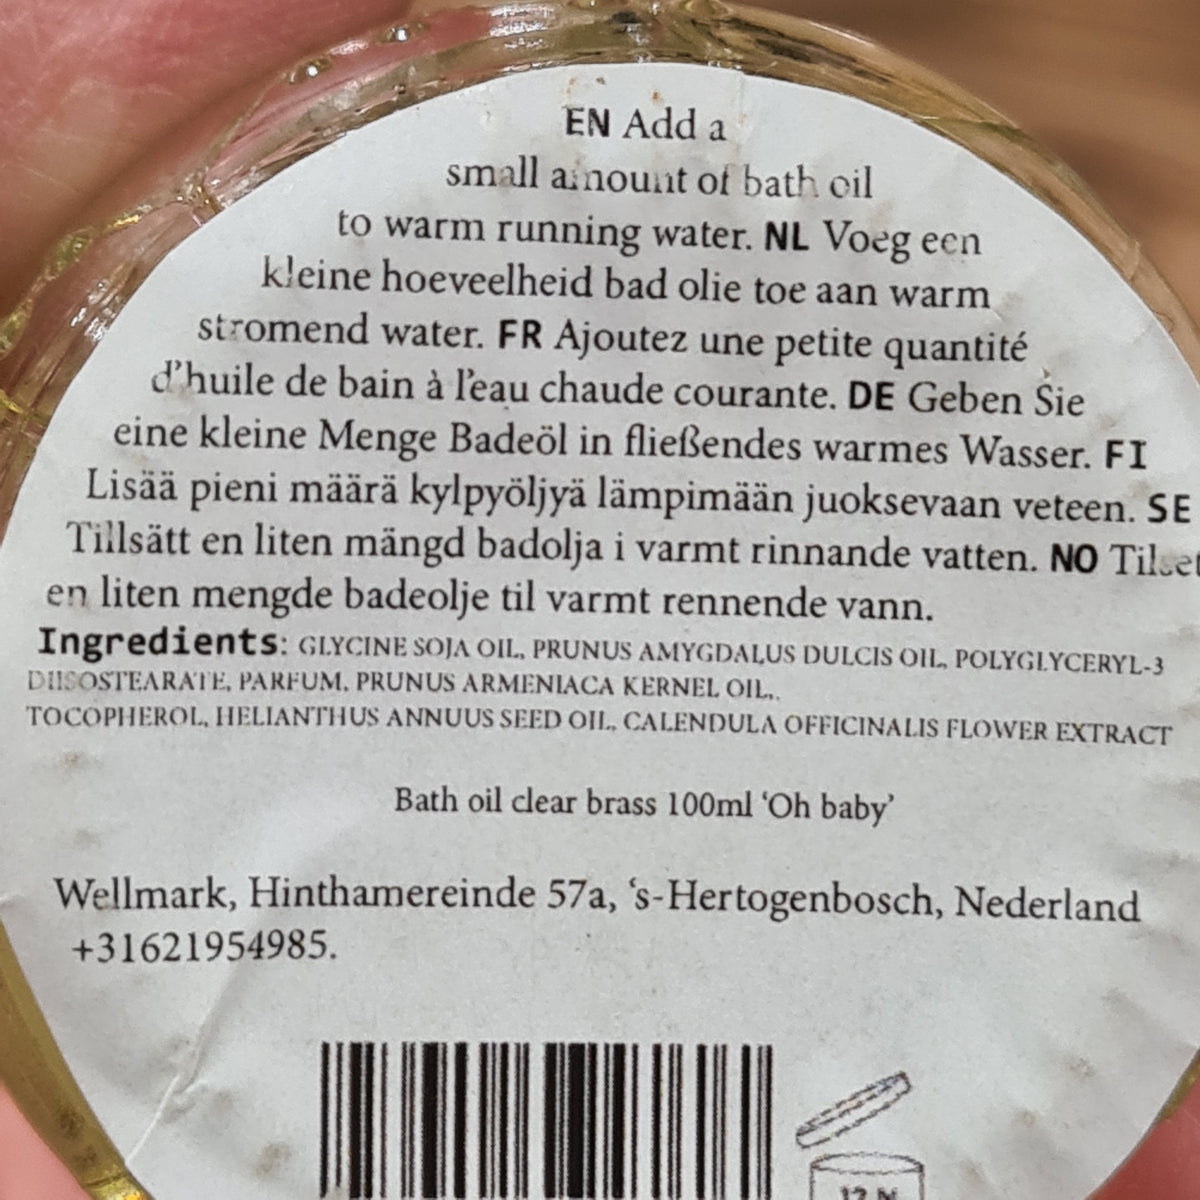 EN Add a
small amount of bath oil
to warm running water. NL Voeg een
kleine hoeveelheid bad olie toe aan warm
stromend water. FR Ajoutez une petite quantité
d'huile de bain à l'eau chaude courante. DE Geben Sie
eine kleine Menge Badeöl in fließendes warmes Wasser. FI
Lisää pieni määrä kylpyöljyä lämpimään juoksevaan veteen. SE
Tillsätt en liten mängd badolja i varmt rinnande vatten. NO
en liten mengde badeolje til varmt rennende vann.
Ingredients: GLYCINE SOJA OIL, PRUNUS AMYGDALUS DULCIS OIL, POLYGLYCERYL-3
DIISOSTEARATE, PARFUM, PRUNUS ARMENIACA KERNEL OIL,.
TOCOPHEROL, HELIANTHUS ANNUUS SEED OIL, CALENDULA OFFICINALIS FLOWER EXTRACT
Bath oil clear brass 100ml 'Oh baby'
Wellmark, Hinthamereinde 57a, 's-Hertogenbosch, Nederland
+31621954985.
12 M